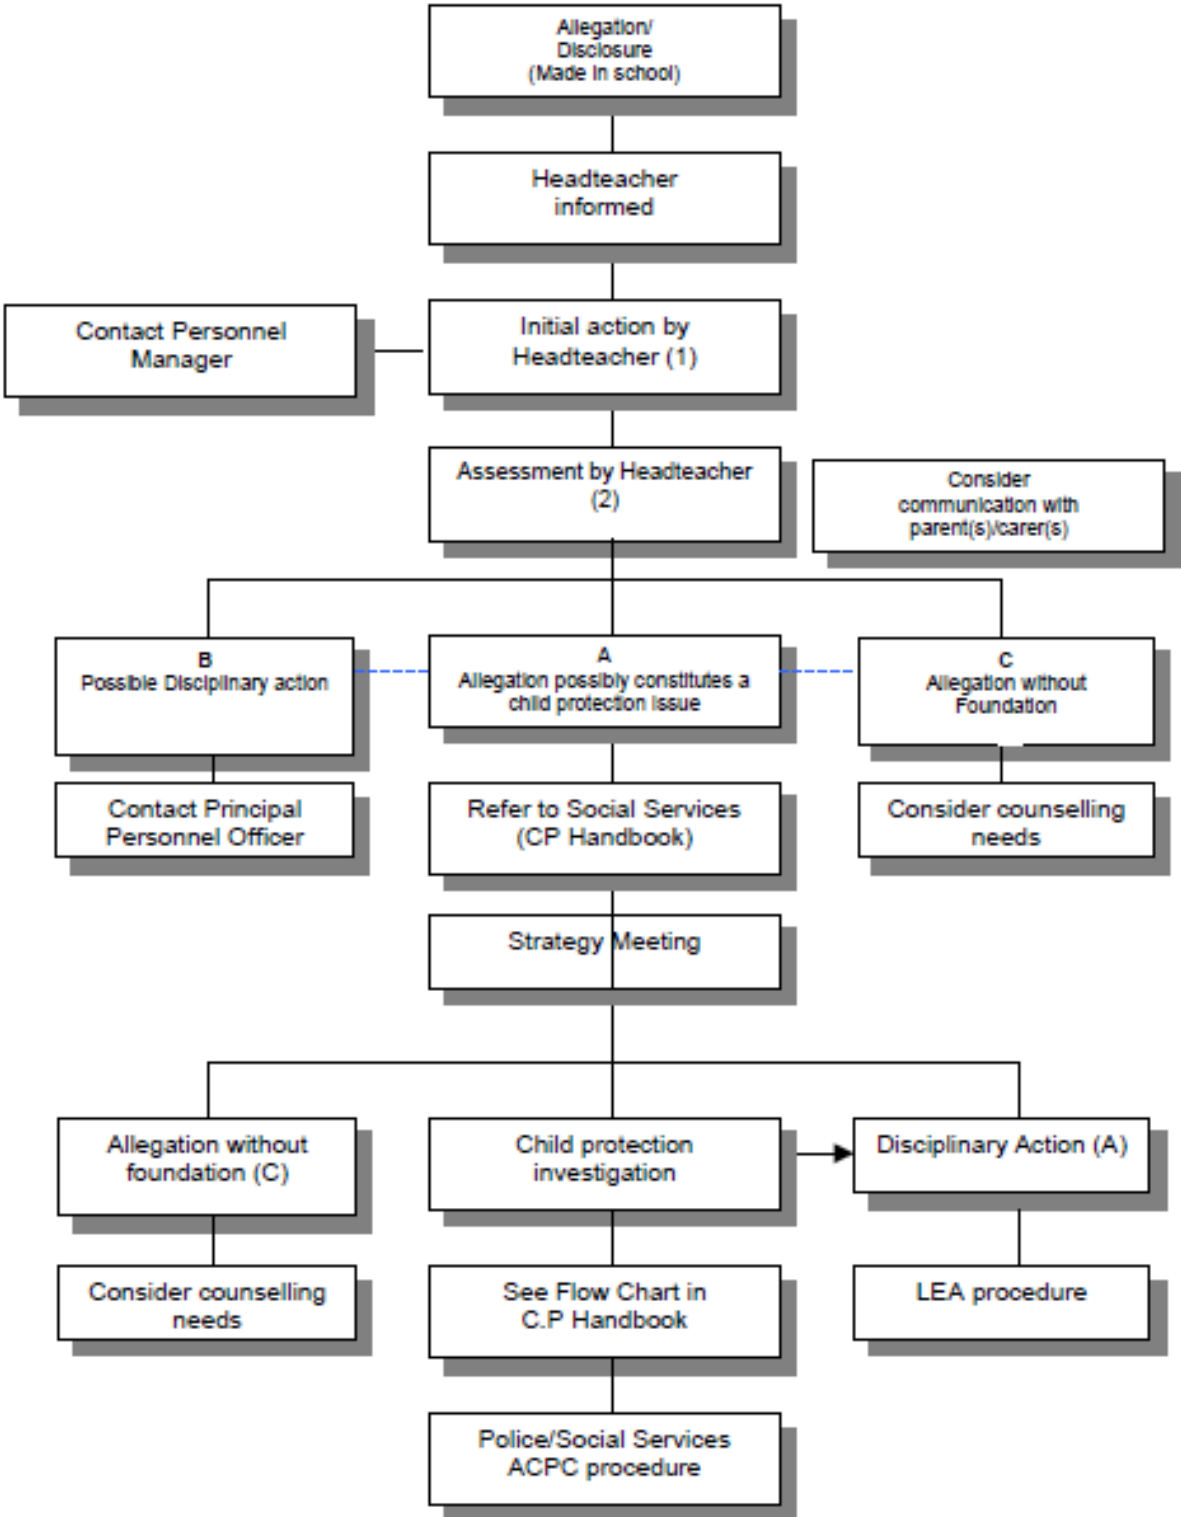 Allegation/
Disclosure
(Made in school)
Headteacher
informed
Contact Personnel
Manager
Initial action by
Headteacher (1)
Assessment by Headteacher
(2)
Consider
communication with
parent(s)/carer(s)
B
Possible Disciplinary action
A
Allegation possibly constitutes a
child protection issue
C
Allegation without
Foundation
Contact Principal
Personnel Officer
Refer to Social Services
(CP Handbook)
Consider counselling
needs
Strategy Meeting
Allegation without
foundation (C)
Child protection
investigation
Disciplinary Action (A)
Consider counselling
needs
See Flow Chart in
C.P Handbook
LEA procedure
Police/Social Services
ACPC procedure